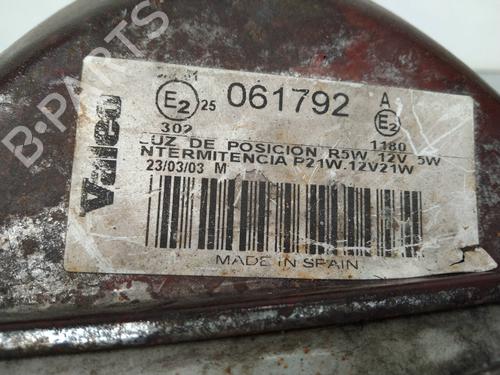 Valeo
E2 25 061792 A E2
302 1180
LUZ DE POSICION R5W 12V 5W
INTERMITENCIA P21W.12V21W
23/03/03 M
MADE IN SPAIN
B-PARTS